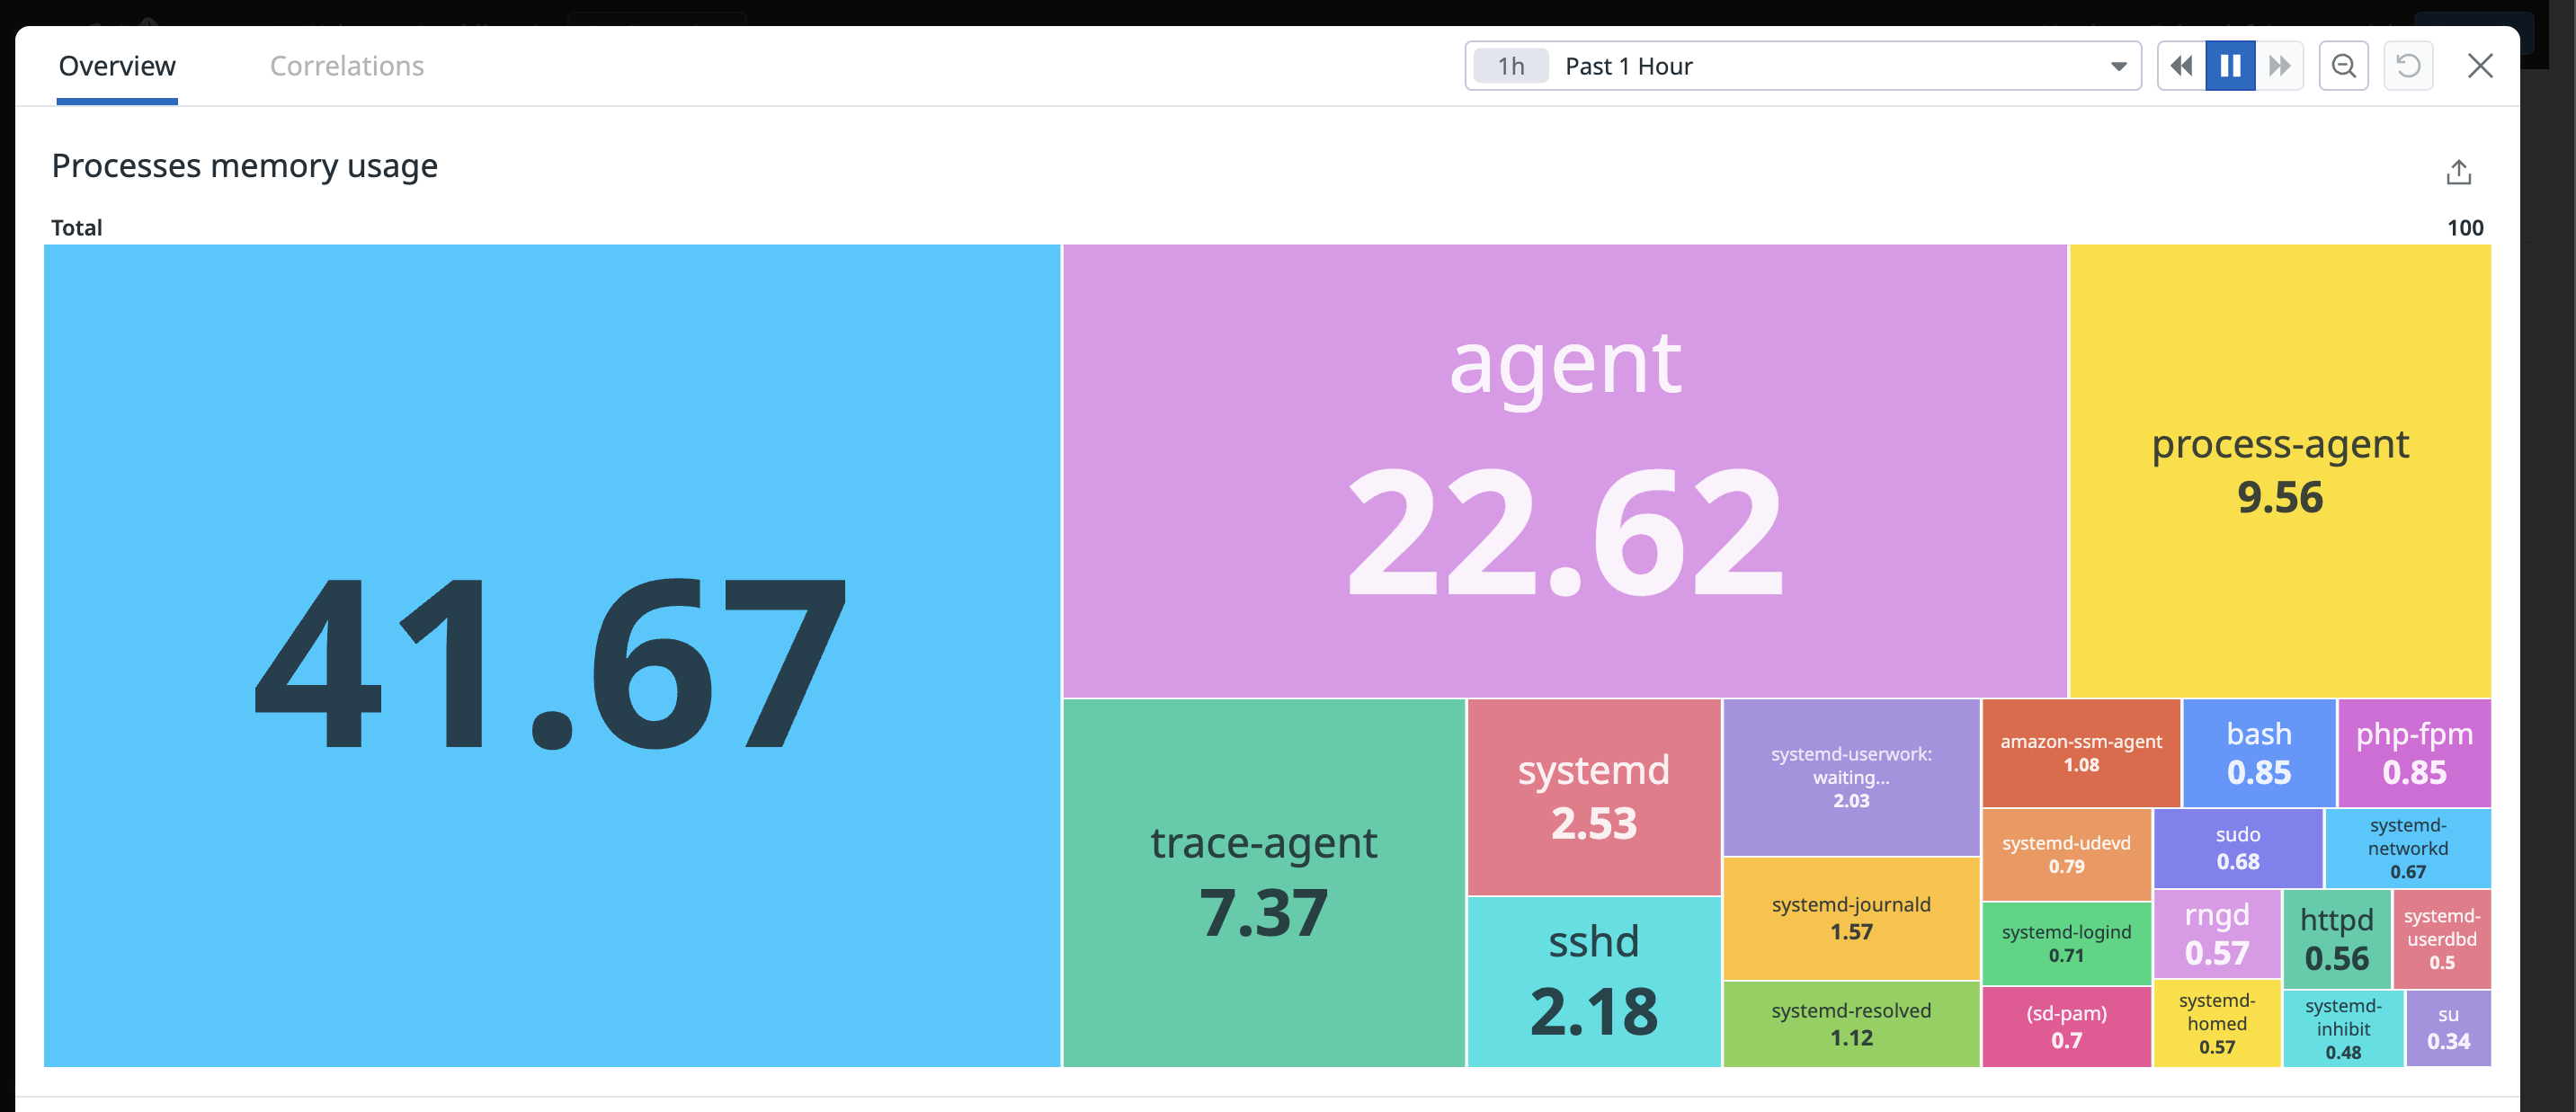 Overview
Correlations
1h
Past 1 Hour
Processes memory usage
Total
100
41.67
agent
22.62
process-agent
9.56
trace-agent
7.37
systemd
2.53
sshd
2.18
systemd-userwork:
waiting...
2.03
systemd-journald
1.57
systemd-resolved
1.12
amazon-ssm-agent
1.08
bash
0.85
php-fpm
0.85
systemd-udevd
0.79
systemd-logind
0.71
(sd-pam)
0.7
sudo
0.68
systemd-
networkd
0.67
rngd
0.57
systemd-
homed
0.57
httpd
0.56
systemd-
userdbd
0.5
systemd-
inhibit
0.48
su
0.34